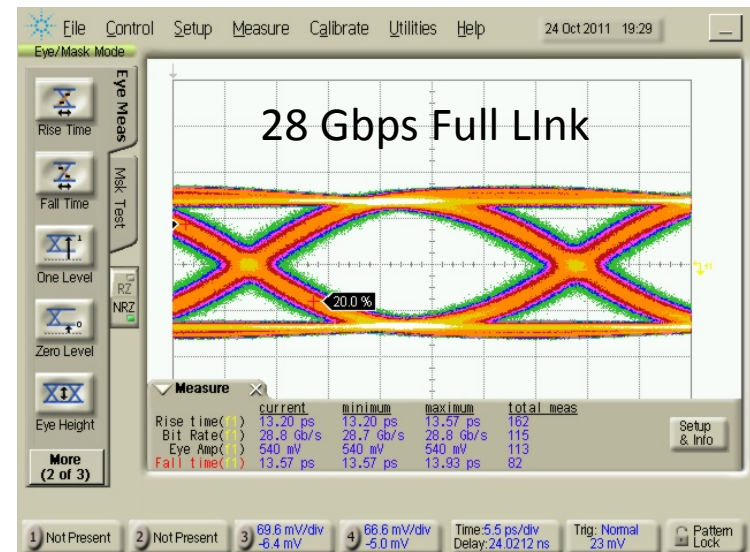 File Control Setup Measure Calibrate Utilities Help 24 Oct 2011 19:29
Eye/Mask Mode
Eye Meas
Msk Test
Rise Time
Fall Time
One Level
RZ
NRZ
Zero Level
Eye Height
More
(2 of 3)
28 Gbps Full LInk
20.0 %
f1
Measure
current minimum maximum total meas
Rise time(f1) 13.20 ps 13.20 ps 13.57 ps 162
Bit Rate(f1) 28.8 Gb/s 28.7 Gb/s 28.8 Gb/s 115
Eye Amp(f1) 540 mV 540 mV 540 mV 113
Fall time(f1) 13.57 ps 13.57 ps 13.93 ps 82
Setup
& Info
1) Not Present
2) Not Present
3) 69.6 mV/div
-6.4 mV
4) 66.6 mV/div
-5.0 mV
Time:5.5 ps/div
Delay:24.0212 ns
Trig: Normal
23 mV
Pattern
Lock